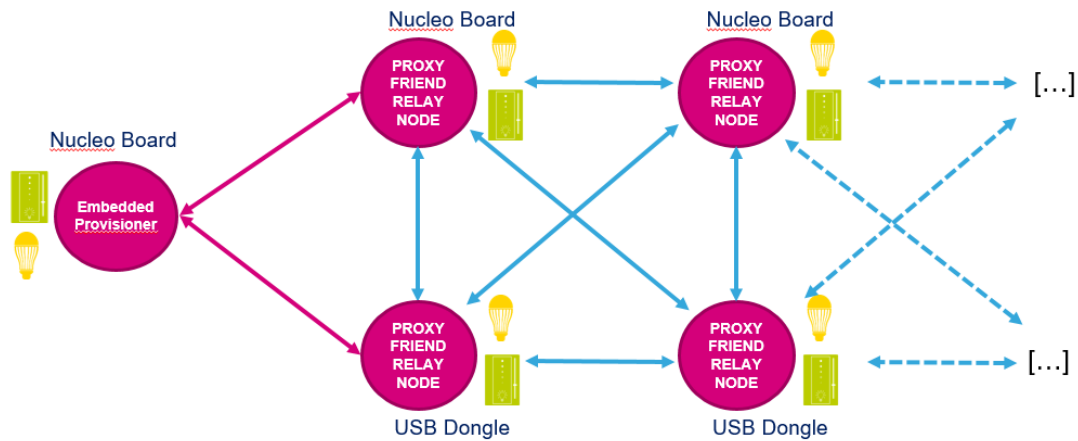 Nucleo Board
Nucleo Board
PROXY
FRIEND
RELAY
NODE
PROXY
FRIEND
RELAY
NODE
[...]
Nucleo Board
Embedded
Provisioner
PROXY
FRIEND
RELAY
NODE
PROXY
FRIEND
RELAY
NODE
[...]
USB Dongle
USB Dongle